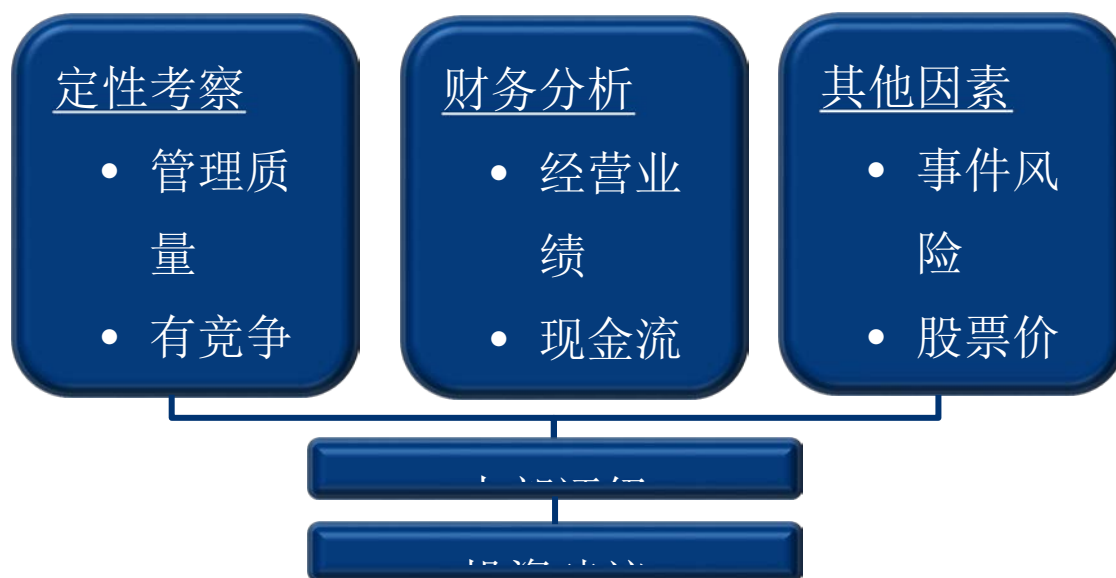 定性考察
• 管理质
量
• 有竞争
财务分析
• 经营业
绩
• 现金流
其他因素
• 事件风
险
• 股票价